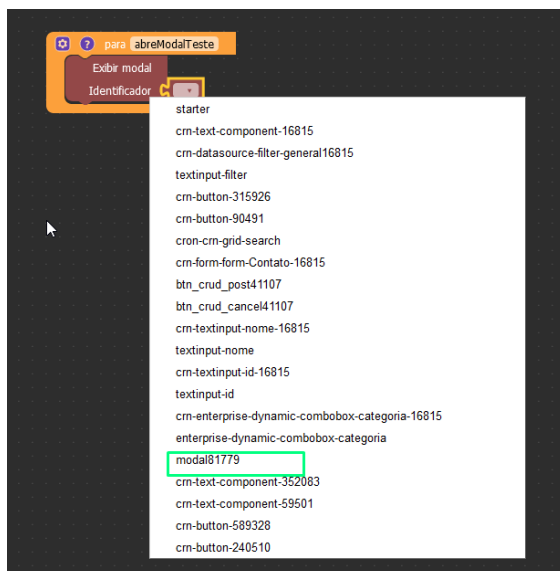 ? para abreModalTeste
Exibir modal
Identificador
starter
crn-text-component-16815
crn-datasource-filter-general16815
textinput-filter
crn-button-315926
crn-button-90491
cron-crn-grid-search
crn-form-form-Contato-16815
btn_crud_post41107
btn_crud_cancel41107
crn-textinput-nome-16815
textinput-nome
crn-textinput-id-16815
textinput-id
crn-enterprise-dynamic-combobox-categoria-16815
enterprise-dynamic-combobox-categoria
modal81779
crn-text-component-352083
crn-text-component-59501
crn-button-589328
crn-button-240510